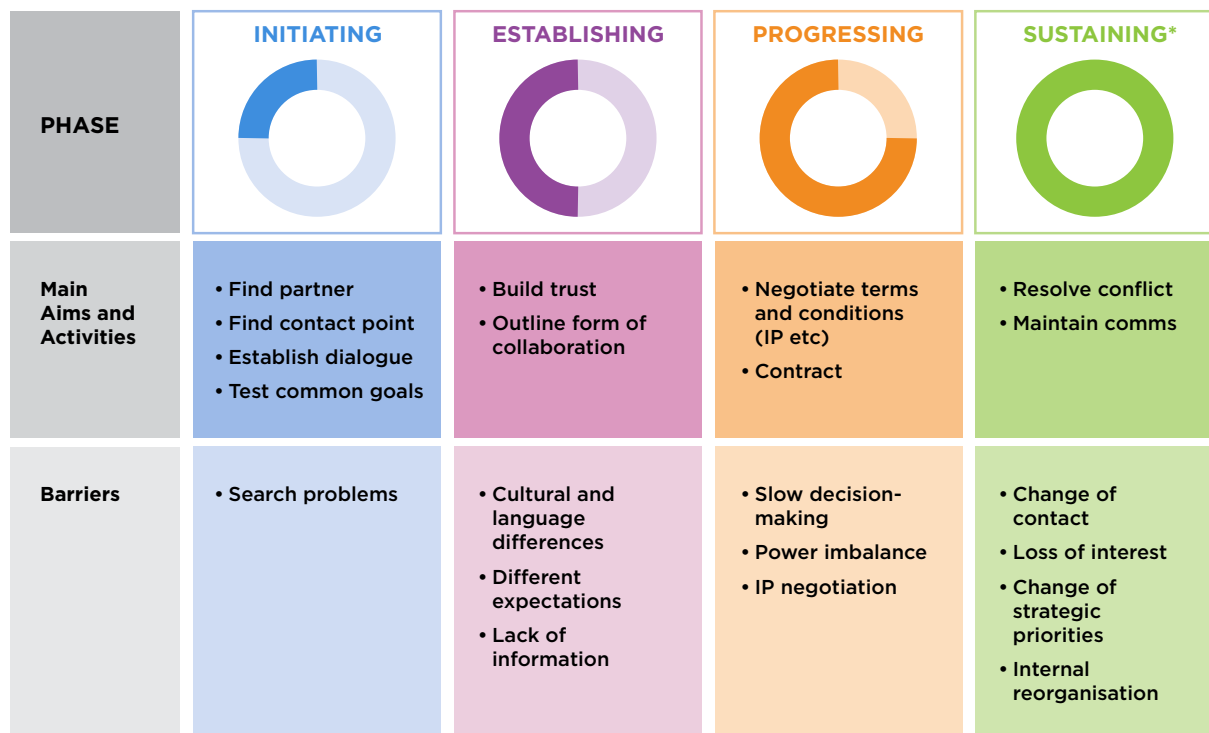 PHASE
INITIATING
ESTABLISHING
PROGRESSING
SUSTAINING*
Main
Aims and
Activities
• Find partner
• Find contact point
• Establish dialogue
• Test common goals
• Build trust
• Outline form of
collaboration
• Negotiate terms
and conditions
(IP etc)
• Contract
• Resolve conflict
• Maintain comms
Barriers
• Search problems
• Cultural and
language
differences
• Different
expectations
• Lack of
information
• Slow decision-
making
• Power imbalance
• IP negotiation
• Change of
contact
• Loss of interest
• Change of
strategic
priorities
• Internal
reorganisation